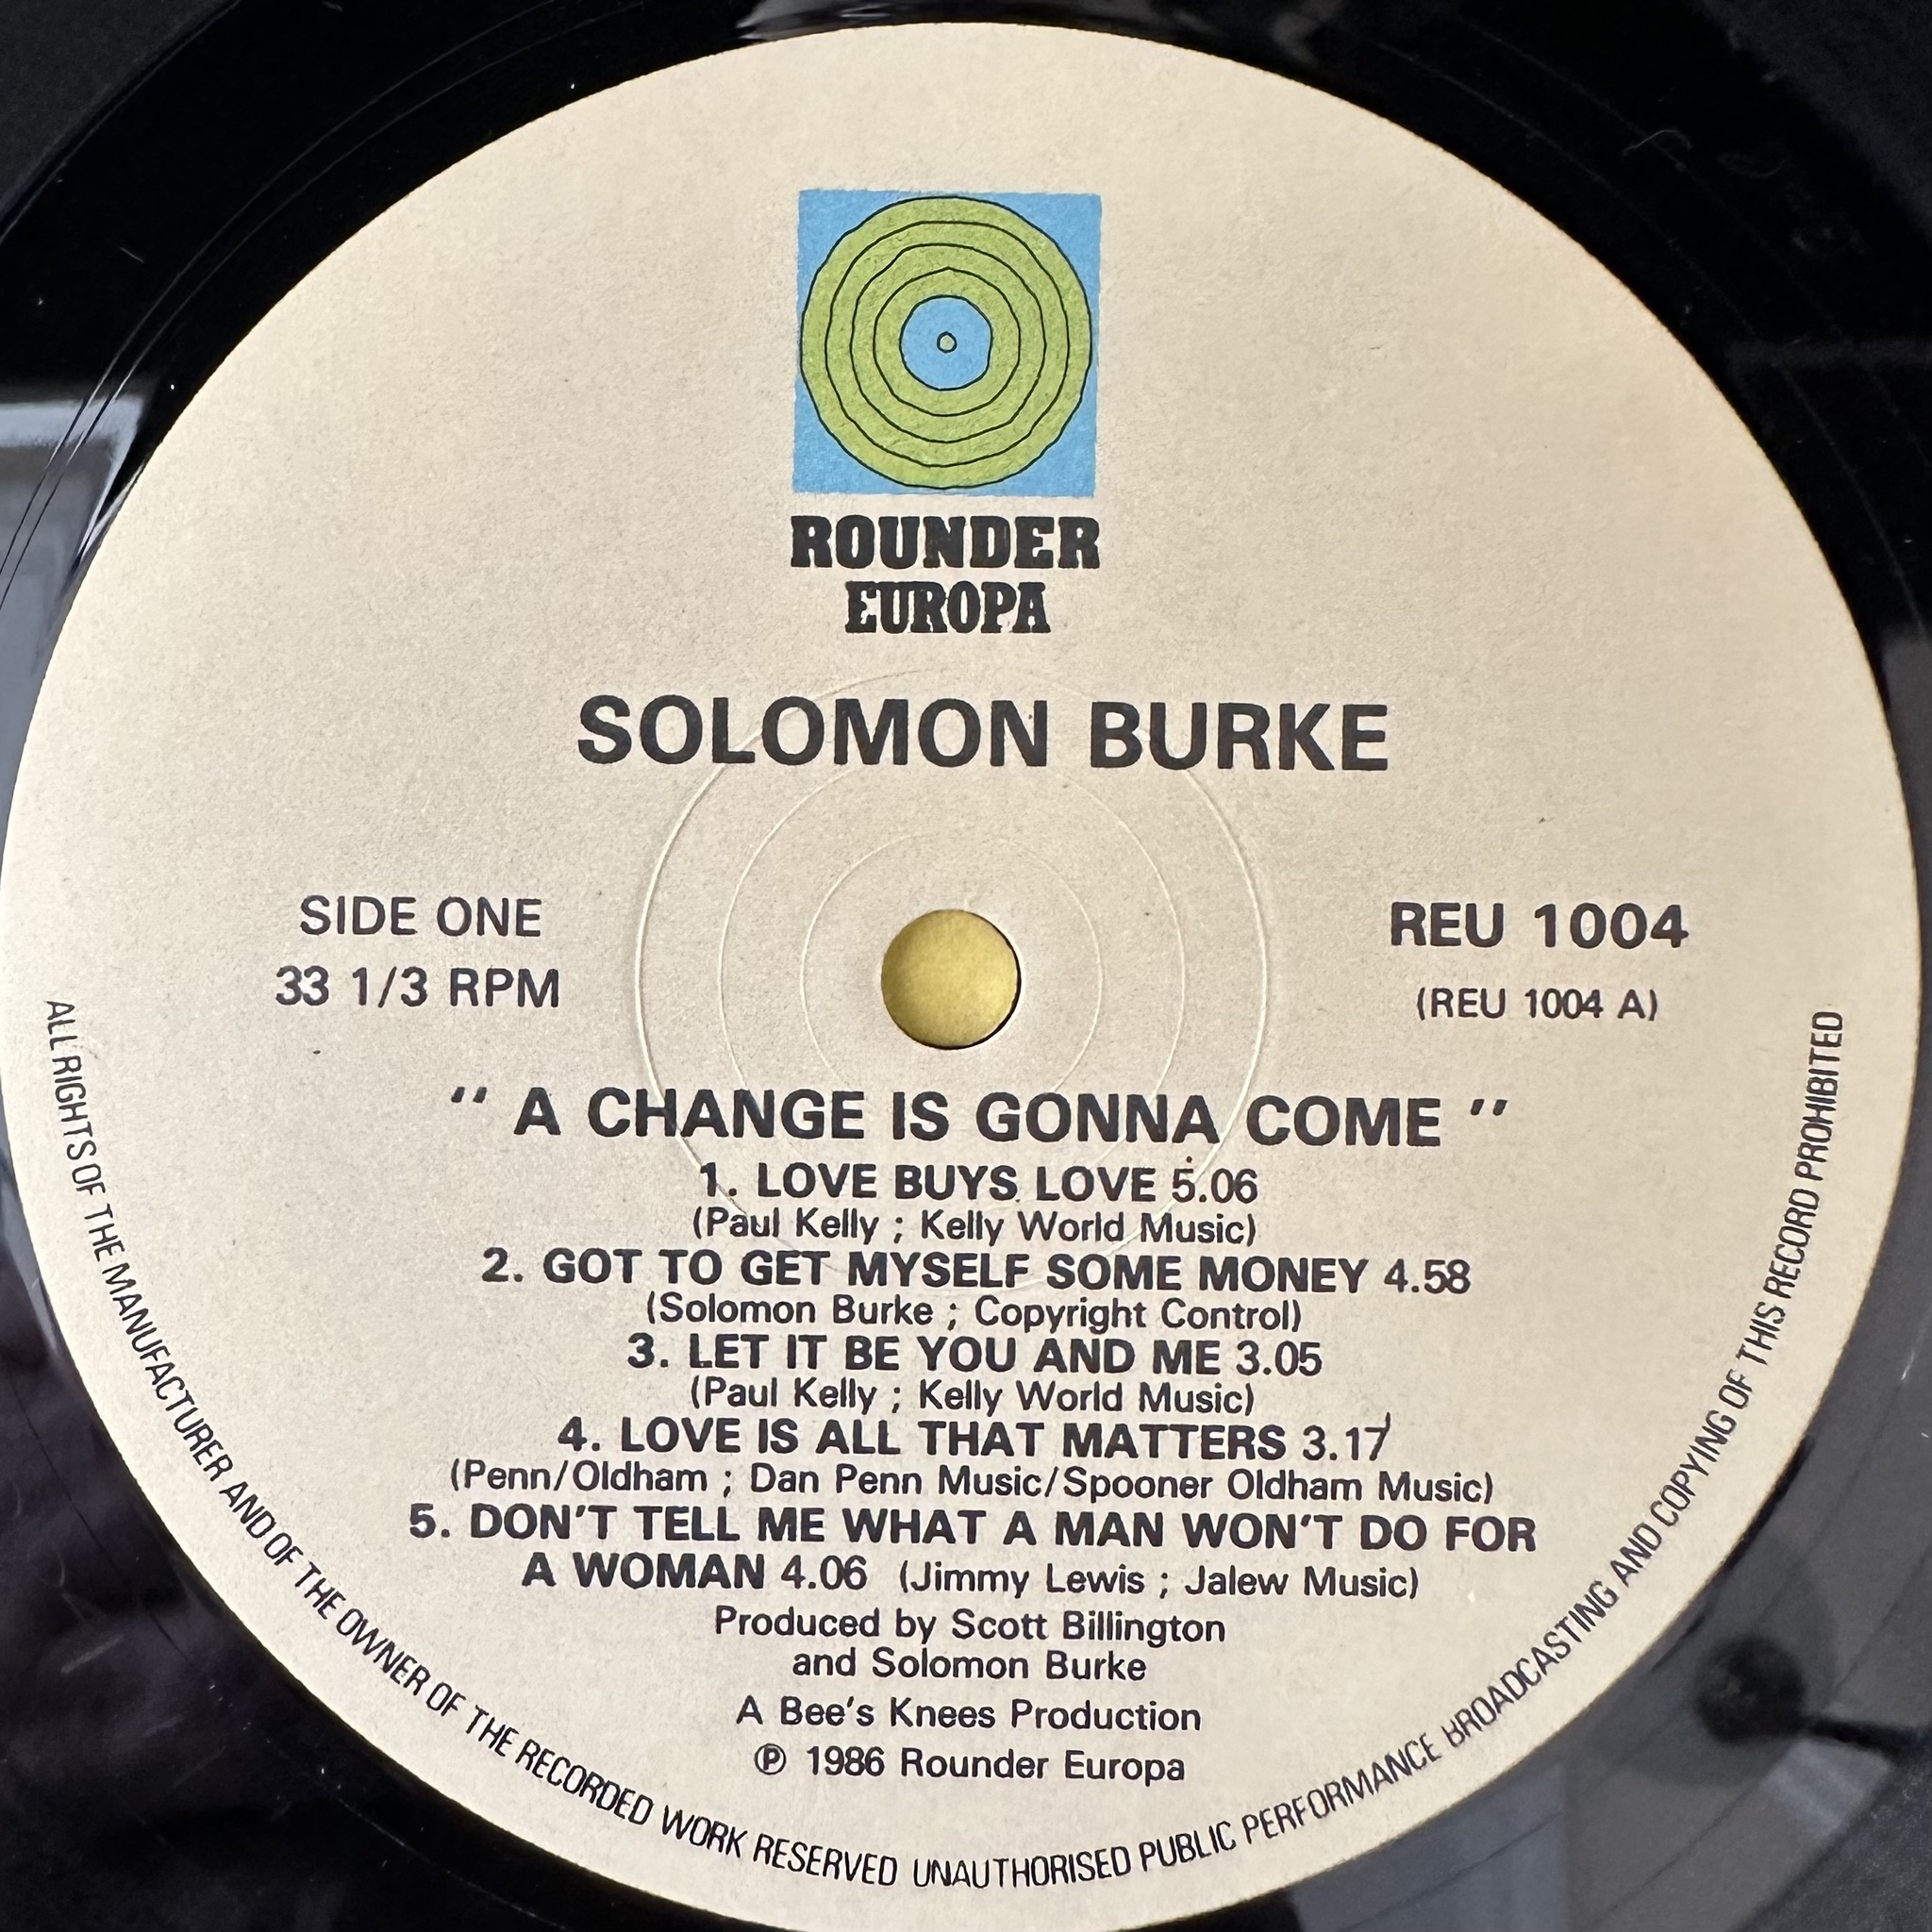 ROUNDER
EUROPA
SOLOMON BURKE
SIDE ONE
33 1/3 RPM
REU 1004
(REU 1004 A)
" A CHANGE IS GONNA COME "
1. LOVE BUYS LOVE 5.06
(Paul Kelly ; Kelly World Music)
2. GOT TO GET MYSELF SOME MONEY 4.58
(Solomon Burke ; Copyright Control)
3. LET IT BE YOU AND ME 3.05
(Paul Kelly ; Kelly World Music)
4. LOVE IS ALL THAT MATTERS 3.17
(Penn/Oldham ; Dan Penn Music/Spooner Oldham Music)
5. DON'T TELL ME WHAT A MAN WON'T DO FOR
A WOMAN 4.06 (Jimmy Lewis ; Jalew Music)
Produced by Scott Billington
and Solomon Burke
A Bee's Knees Production
℗ 1986 Rounder Europa
ALL RIGHTS OF THE MANUFACTURER AND OF THE OWNER OF THE RECORDED WORK RESERVED UNAUTHORISED PUBLIC PERFORMANCE BROADCASTING AND COPYING OF THIS RECORD PROHIBITED